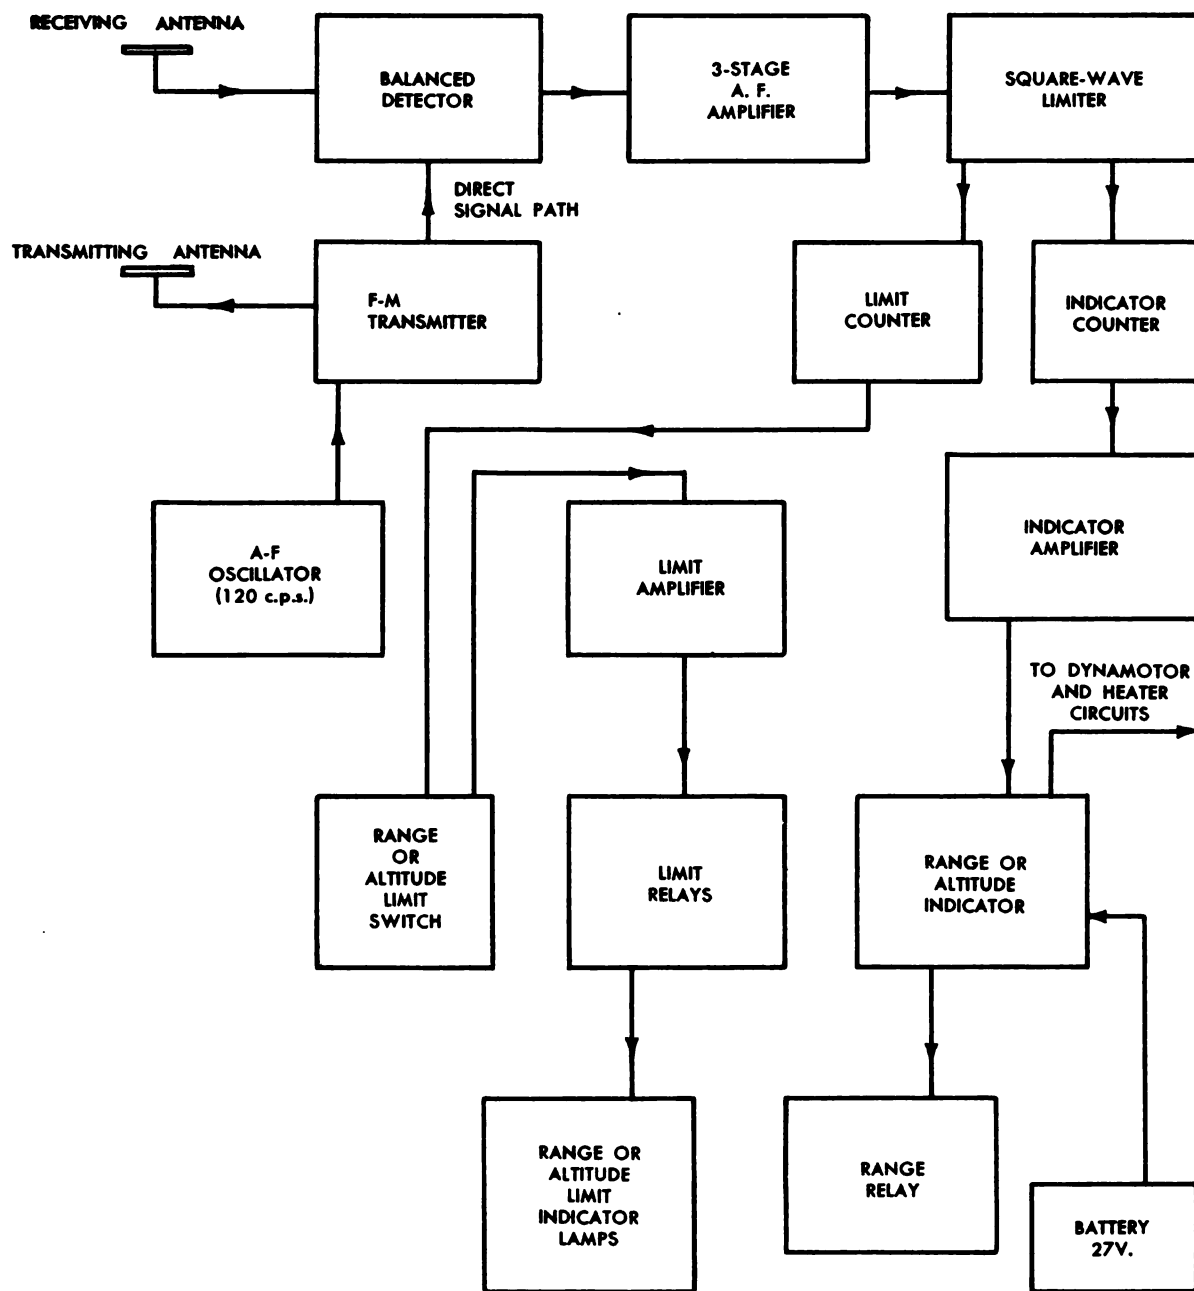 RECEIVING ANTENNA
BALANCED
DETECTOR
3-STAGE
A. F.
AMPLIFIER
SQUARE-WAVE
LIMITER
DIRECT
SIGNAL PATH
TRANSMITTING ANTENNA
F-M
TRANSMITTER
LIMIT
COUNTER
INDICATOR
COUNTER
A-F
OSCILLATOR
(120 c.p.s.)
LIMIT
AMPLIFIER
INDICATOR
AMPLIFIER
TO DYNAMOTOR
AND HEATER
CIRCUITS
RANGE
OR
ALTITUDE
LIMIT
SWITCH
LIMIT
RELAYS
RANGE OR
ALTITUDE
INDICATOR
RANGE OR
ALTITUDE
LIMIT
INDICATOR
LAMPS
RANGE
RELAY
BATTERY
27V.